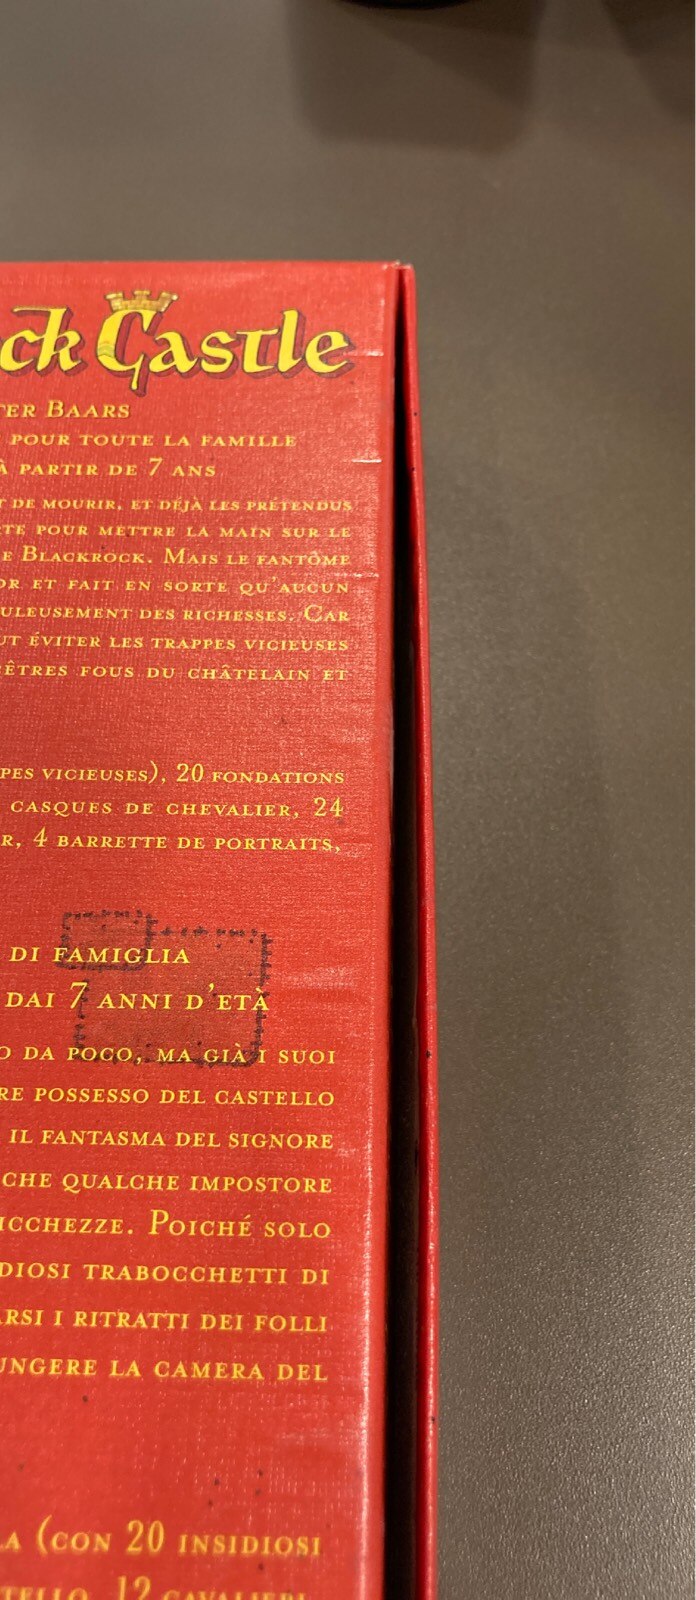 ck Castle
ter Baars
pour toute la famille
à partir de 7 ans
t de mourir, et déjà les prétendus
te pour mettre la main sur le
e Blackrock. Mais le fantôme
or et fait en sorte qu'aucun
uleusement des richesses. Car
ut éviter les trappes vicieuses
êtres fous du châtelain et
pes vicieuses), 20 fondations
casques de chevalier, 24
r, 4 barrette de portraits,
di famiglia
dai 7 anni d'età
o da poco, ma già i suoi
re possesso del castello
il fantasma del signore
che qualche impostore
icchezze. Poiché solo
diosi trabocchetti di
arsi i ritratti dei folli
ungere la camera del
la (con 20 insidiosi
tello, 12 cavalieri